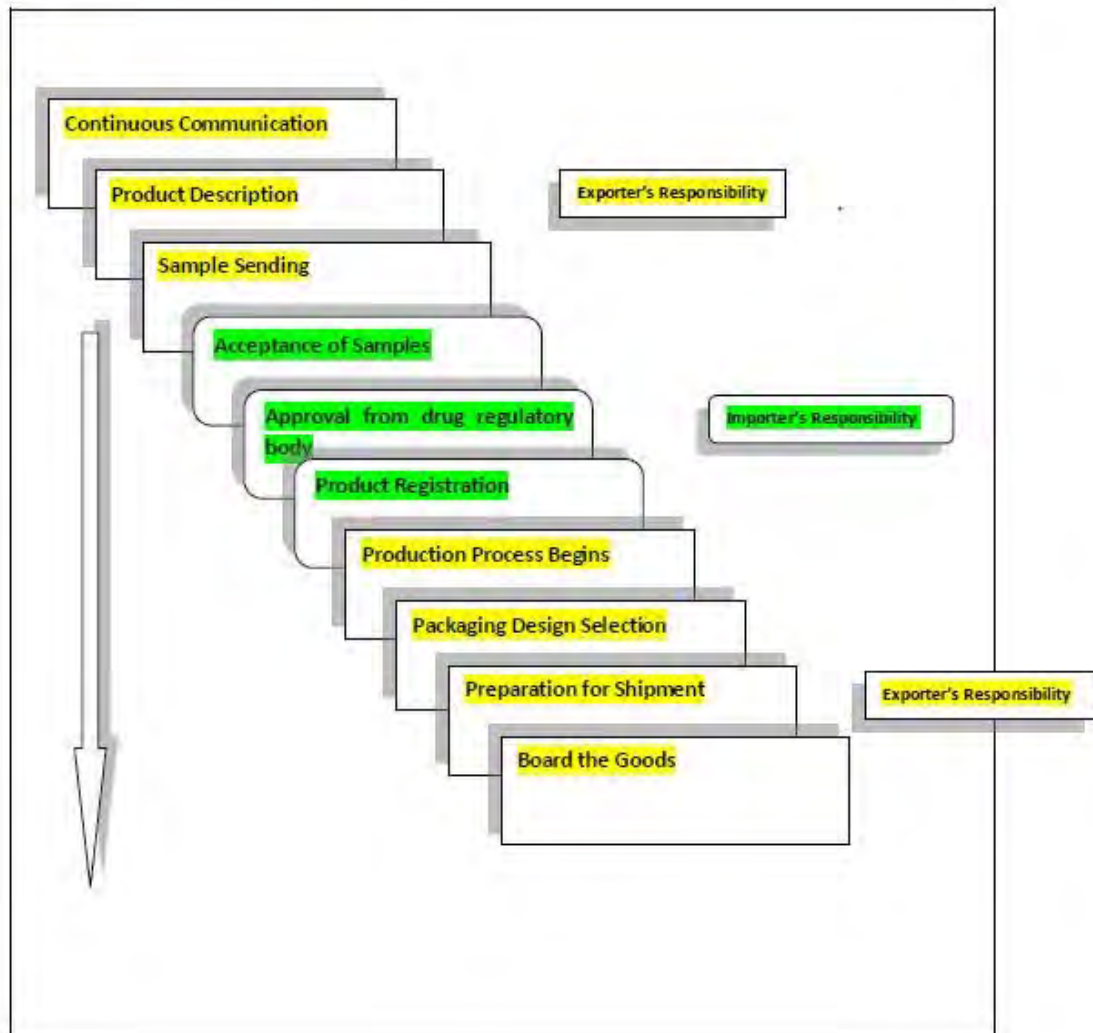 Continuous Communication
Product Description
Exporter's Responsibility
Sample Sending
Acceptance of Samples
Approval from drug regulatory
body
Importer's Responsibility
Product Registration
Production Process Begins
Packaging Design Selection
Preparation for Shipment
Exporter's Responsibility
Board the Goods